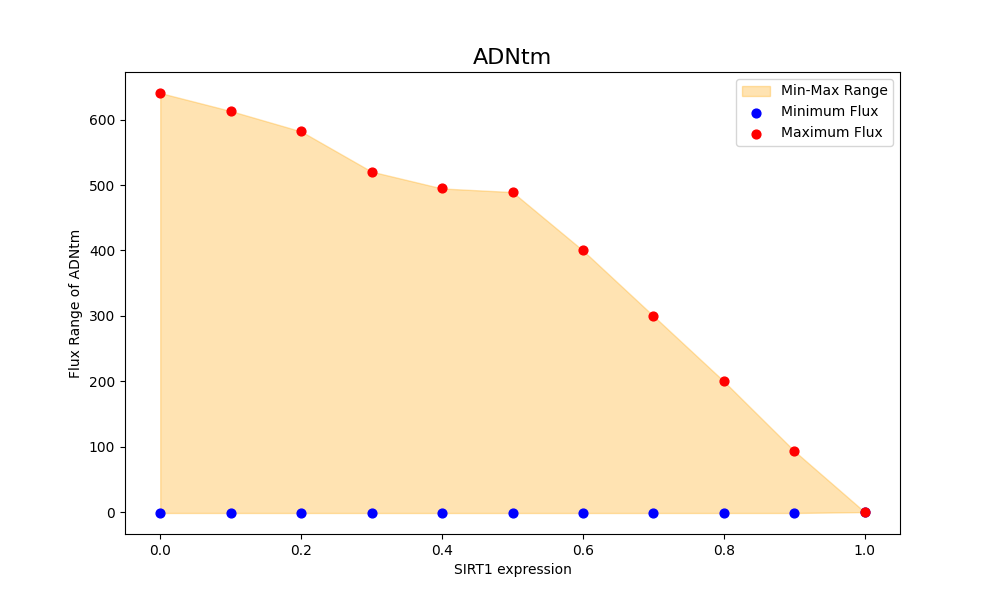 ADNtm
Min-Max Range
Minimum Flux
Maximum Flux
Flux Range of ADNtm
600
500
400
300
200
100
0
0.0 0.2 0.4 0.6 0.8 1.0
SIRT1 expression